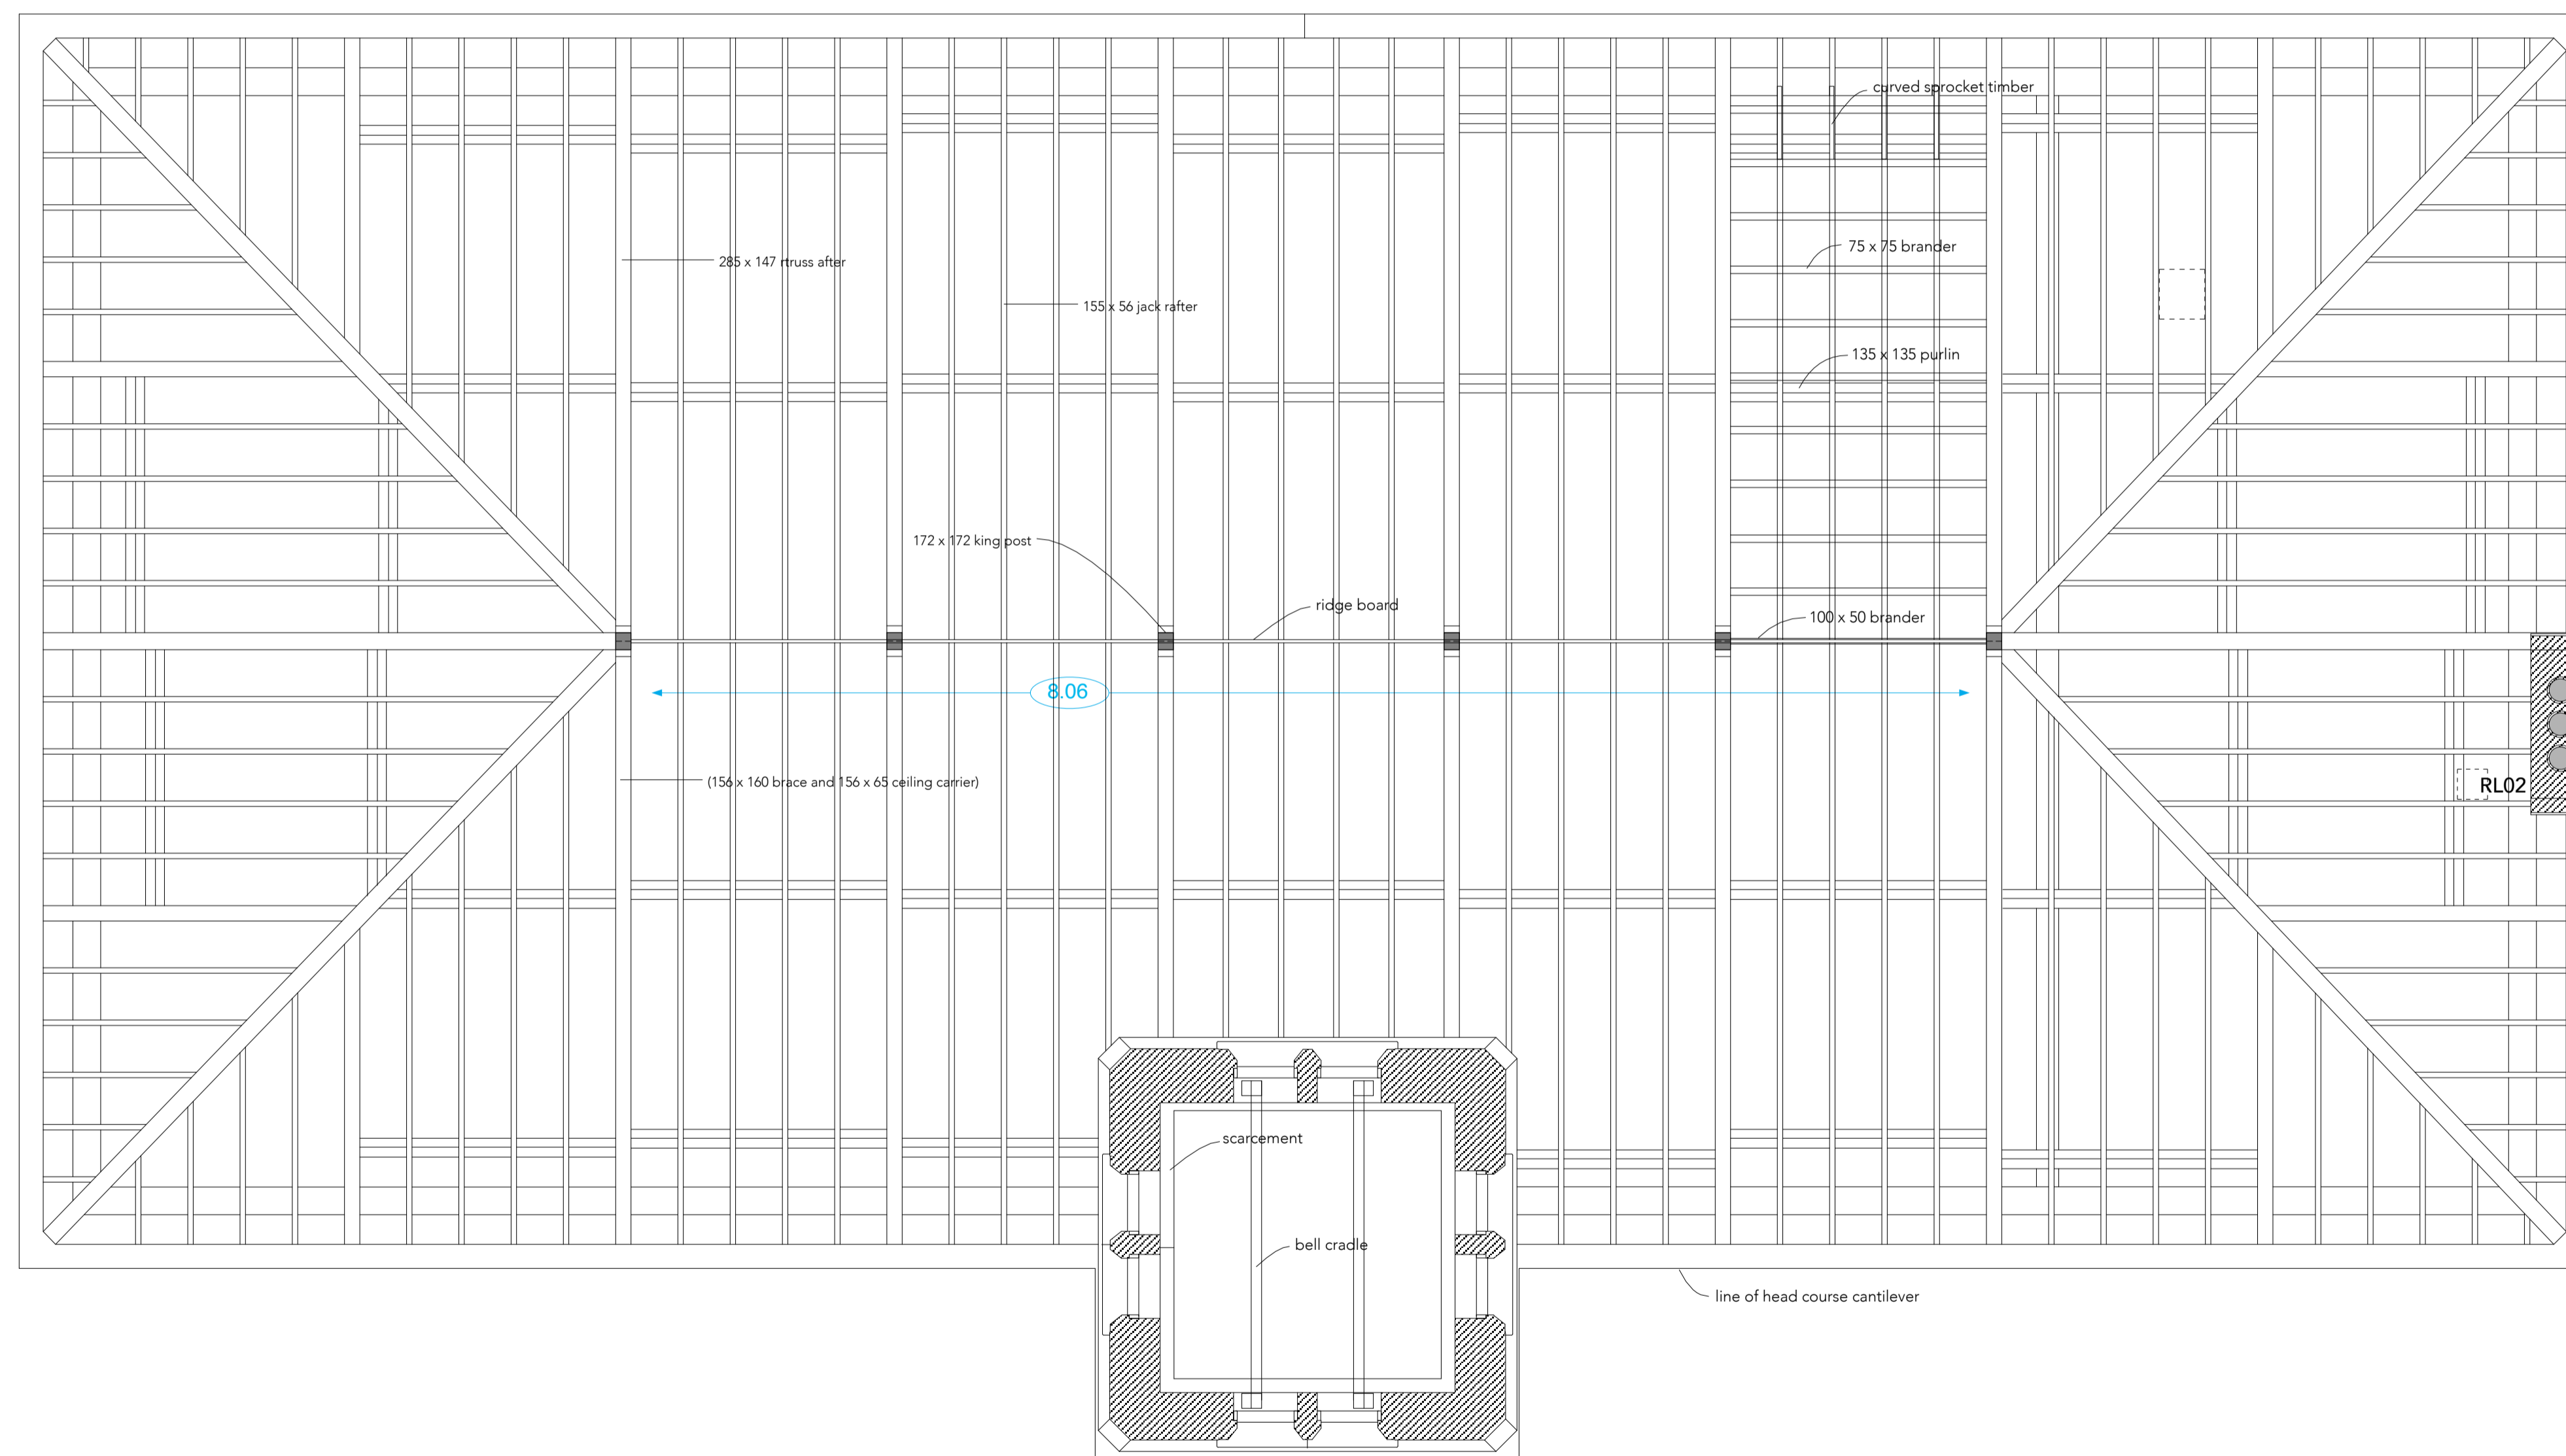 curved sprocket timber
75 x 75 brander
285 x 147 rtruss after
155 x 56 jack rafter
135 x 135 purlin
172 x 172 king post
ridge board
100 x 50 brander
8.06
(156 x 160 brace and 156 x 65 ceiling carrier)
RL02
scarcement
bell cradle
line of head course cantilever